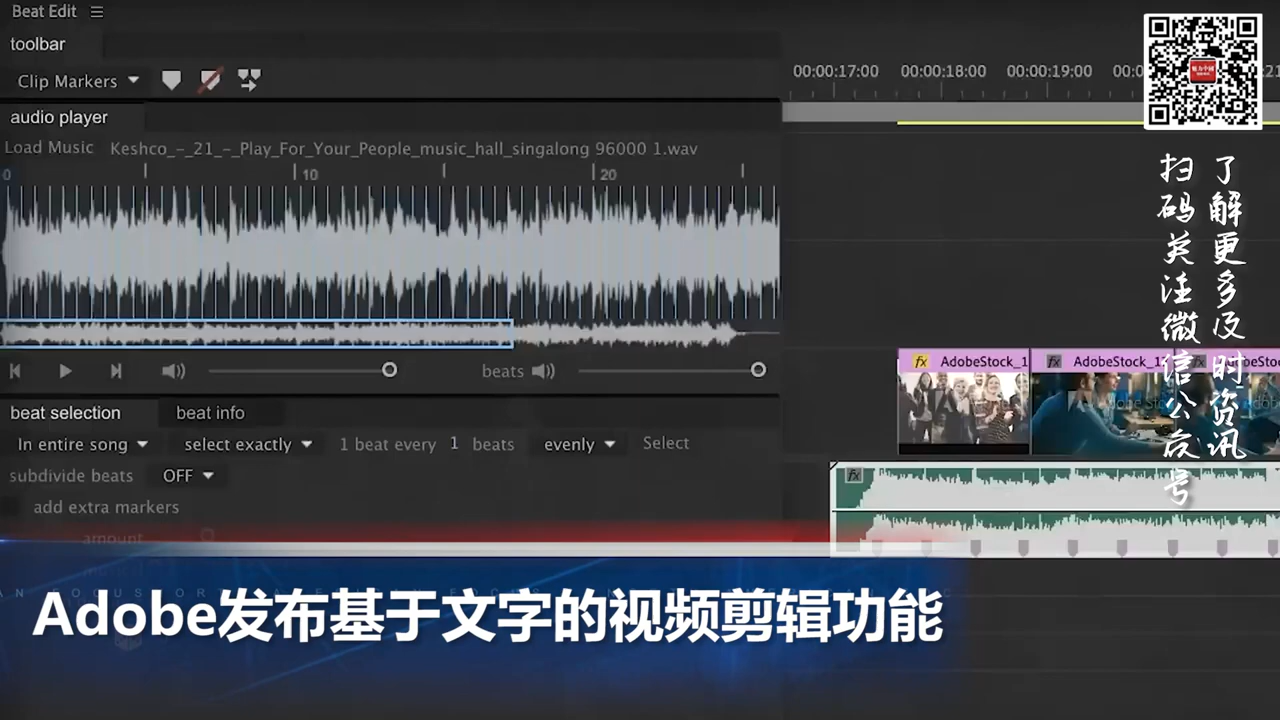 Beat Edit
toolbar
Clip Markers
audio player
Load Music Keshco_-_21_-_Play_For_Your_People_music_hall_singalong 96000 1.wav
0 10 20
beats
beat selection beat info
In entire song select exactly 1 beat every 1 beats evenly Select
subdivide beats OFF
add extra markers
amount
00:00:17:00 00:00:18:00 00:00:19:00
fx AdobeStock_1 fx AdobeStock_1
fx
了解更多及时资讯
扫码关注微信公众号
Adobe发布基于文字的视频剪辑功能